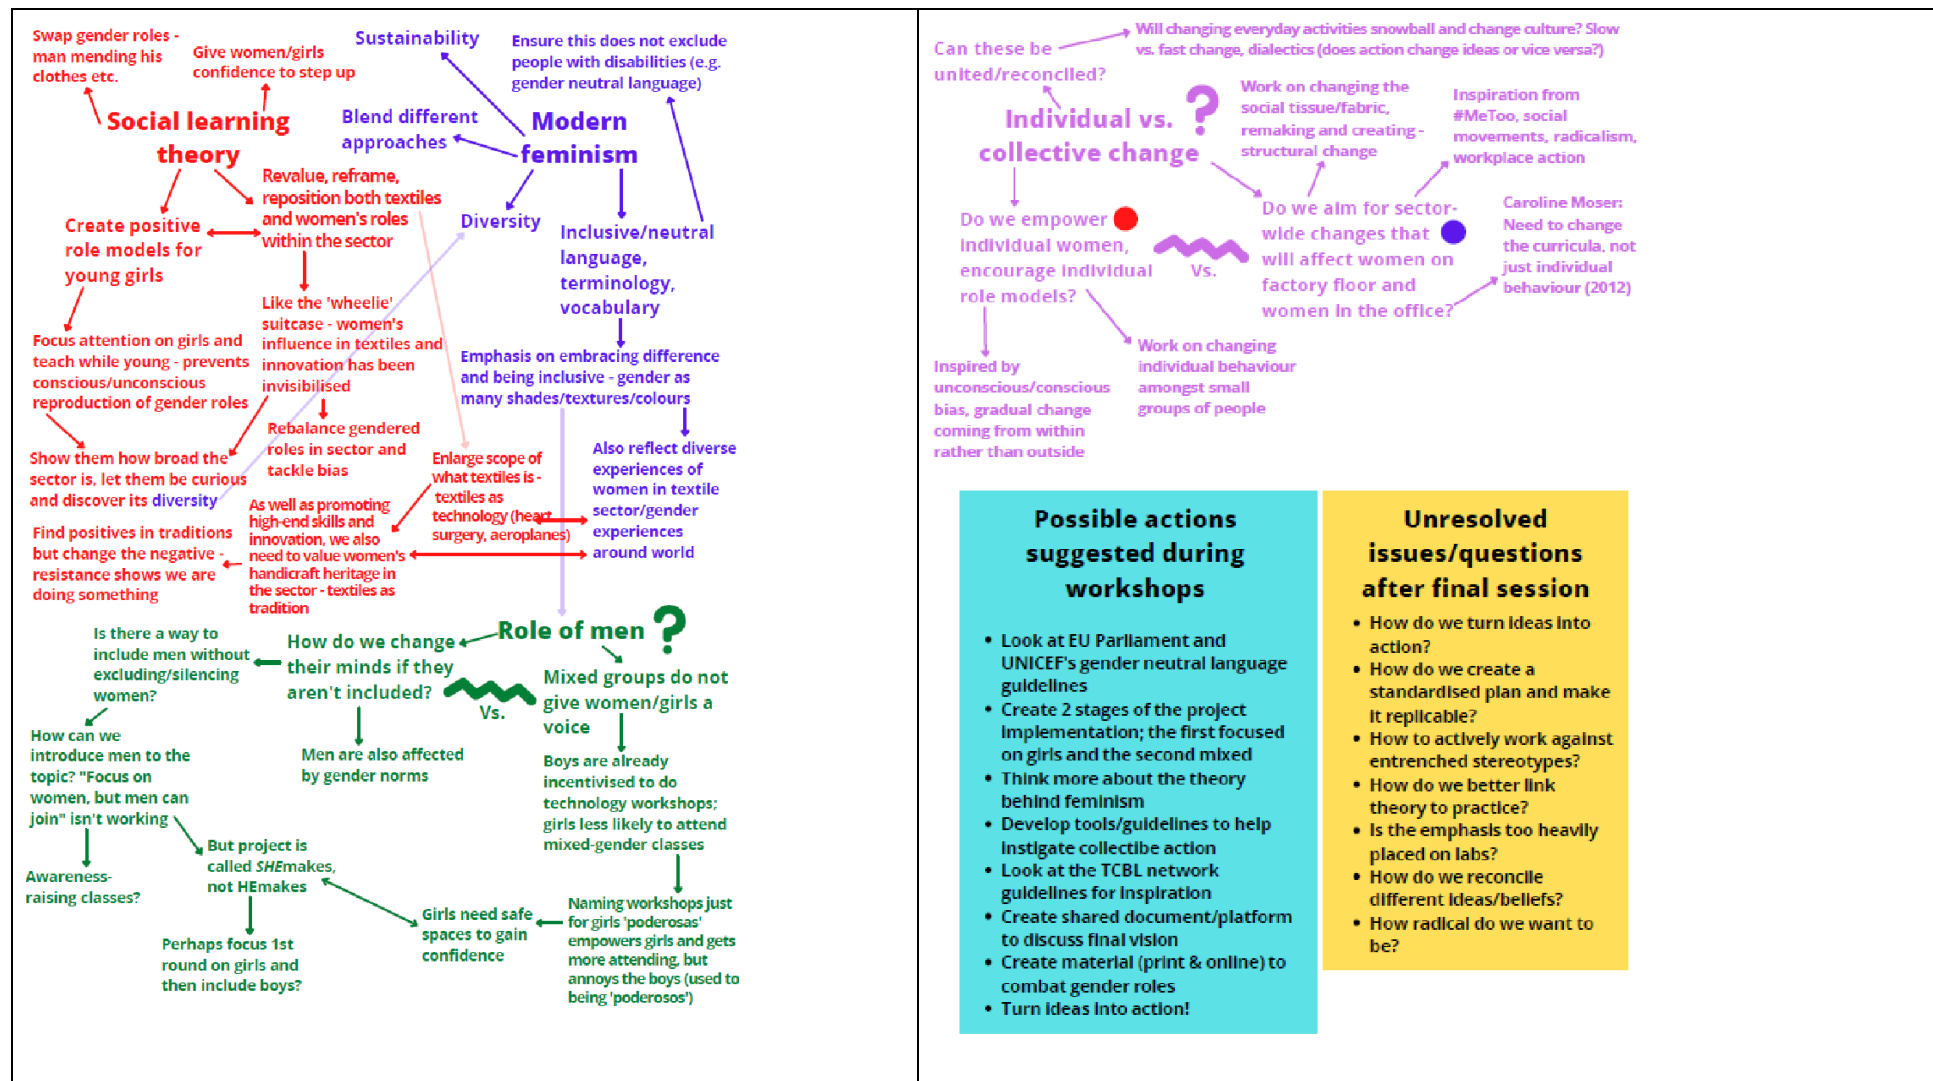 Swap gender roles -
man mending his
clothes etc.
Give women/girls
confidence to step up
Social learning
theory
Revalue, reframe,
reposition both textiles
and women's roles
within the sector
Create positive
role models for
young girls
Like the 'wheelie'
suitcase - women's
influence in textiles and
innovation has been
invisibilised
Focus attention on girls and
teach while young - prevents
conscious/unconscious
reproduction of gender roles
Rebalance gendered
roles in sector and
tackle bias
Show them how broad the
sector is, let them be curious
and discover its diversity
Enlarge scope of
what textiles is -
textiles as
technology (heart
surgery, aeroplanes)
As well as promoting
high-end skills and
innovation, we also
need to value women's
handicraft heritage in
the sector - textiles as
tradition
Find positives in traditions
but change the negative -
resistance shows we are
doing something
Sustainability
Ensure this does not exclude
people with disabilities (e.g.
gender neutral language)
Blend different
approaches
Modern
feminism
Diversity
Inclusive/neutral
language,
terminology,
vocabulary
Emphasis on embracing difference
and being inclusive - gender as
many shades/textures/colours
Also reflect diverse
experiences of
women in textile
sector/gender
experiences
around world
Role of men ?
How do we change
their minds if they
aren't included?
Vs.
Mixed groups do not
give women/girls a
voice
Is there a way to
include men without
excluding/silencing
women?
Men are also affected
by gender norms
How can we
introduce men to the
topic? "Focus on
women, but men can
join" isn't working
Boys are already
incentivised to do
technology workshops;
girls less likely to attend
mixed-gender classes
But project is
called SHEmakes,
not HEmakes
Awareness-
raising classes?
Perhaps focus 1st
round on girls and
then include boys?
Girls need safe
spaces to gain
confidence
Naming workshops just
for girls 'poderosas'
empowers girls and gets
more attending, but
annoys the boys (used to
being 'poderosos')
Can these be
united/reconciled?
Will changing everyday activities snowball and change culture? Slow
vs. fast change, dialectics (does action change ideas or vice versa?)
Individual vs. ?
collective change
Work on changing the
social tissue/fabric,
remaking and creating -
structural change
Inspiration from
#MeToo, social
movements, radicalism,
workplace action
Do we empower
individual women,
encourage individual
role models?
Vs.
Do we aim for sector-
wide changes that
will affect women on
factory floor and
women in the office?
Caroline Moser:
Need to change
the curricula, not
just individual
behaviour (2012)
Inspired by
unconscious/conscious
bias, gradual change
coming from within
rather than outside
Work on changing
individual behaviour
amongst small
groups of people
Possible actions
suggested during
workshops
• Look at EU Parliament and
UNICEF's gender neutral language
guidelines
• Create 2 stages of the project
implementation; the first focused
on girls and the second mixed
• Think more about the theory
behind feminism
• Develop tools/guidelines to help
instigate collectibe action
• Look at the TCBL network
guidelines for inspiration
• Create shared document/platform
to discuss final vision
• Create material (print & online) to
combat gender roles
• Turn ideas into action!
Unresolved
issues/questions
after final session
• How do we turn ideas into
action?
• How do we create a
standardised plan and make
it replicable?
• How to actively work against
entrenched stereotypes?
• How do we better link
theory to practice?
• Is the emphasis too heavily
placed on labs?
• How do we reconcile
different ideas/beliefs?
• How radical do we want to
be?